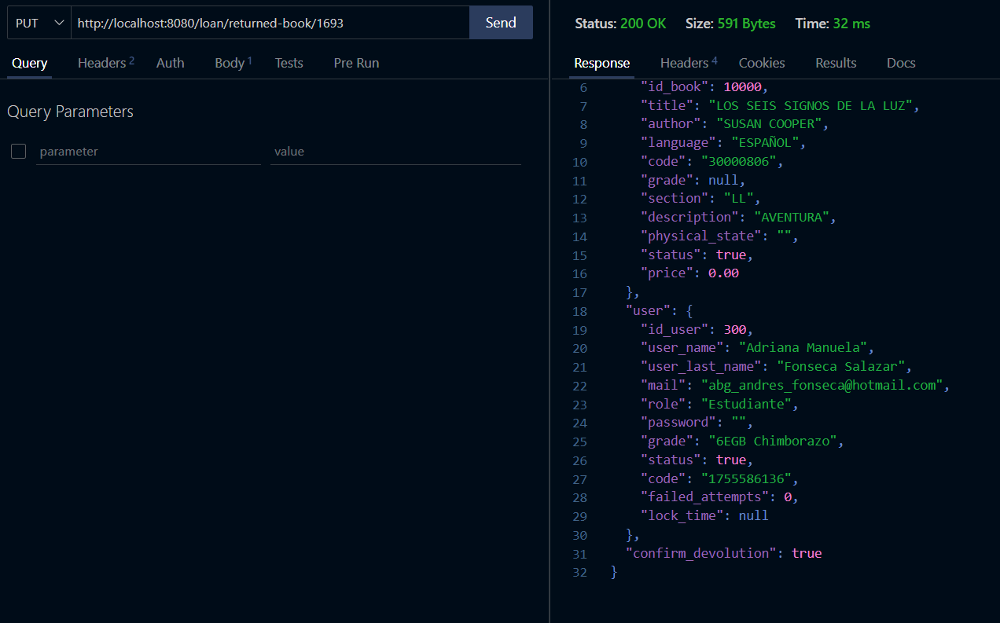 PUT http://localhost:8080/loan/returned-book/1693 Send
Query Headers 2 Auth Body 1 Tests Pre Run
Query Parameters
parameter value
Status: 200 OK Size: 591 Bytes Time: 32 ms
Response Headers 4 Cookies Results Docs
6 "id_book": 10000,
7 "title": "LOS SEIS SIGNOS DE LA LUZ",
8 "author": "SUSAN COOPER",
9 "language": "ESPAÑOL",
10 "code": "30000806",
11 "grade": null,
12 "section": "LL",
13 "description": "AVENTURA",
14 "physical_state": "",
15 "status": true,
16 "price": 0.00
17 },
18 "user": {
19 "id_user": 300,
20 "user_name": "Adriana Manuela",
21 "user_last_name": "Fonseca Salazar",
22 "mail": "abg_andres_fonseca@hotmail.com",
23 "role": "Estudiante",
24 "password": "",
25 "grade": "6EGB Chimborazo",
26 "status": true,
27 "code": "1755586136",
28 "failed_attempts": 0,
29 "lock_time": null
30 },
31 "confirm_devolution": true
32 }